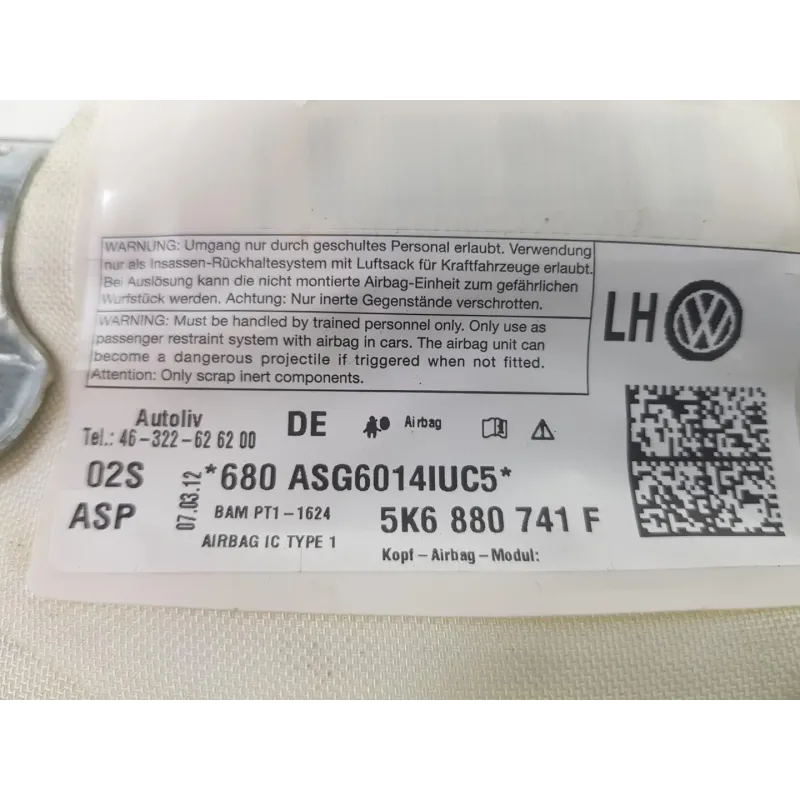 WARNUNG: Umgang nur durch geschultes Personal erlaubt. Verwendung
nur als Insassen-Rückhaltesystem mit Luftsack für Kraftfahrzeuge erlaubt.
Bei Auslösung kann die nicht montierte Airbag-Einheit zum gefährlichen
Wurfstück werden. Achtung: Nur inerte Gegenstände verschrotten.
WARNING: Must be handled by trained personnel only. Only use as
passenger restraint system with airbag in cars. The airbag unit can
become a dangerous projectile if triggered when not fitted.
Attention: Only scrap inert components.
LH
Autoliv
Tel.: 46-322-62 62 00
DE
Airbag
02S
ASP
07.03.12
*680 ASG6014IUC5*
BAM PT1-1624
5K6 880 741 F
AIRBAG IC TYPE 1
Kopf-Airbag-Modul: